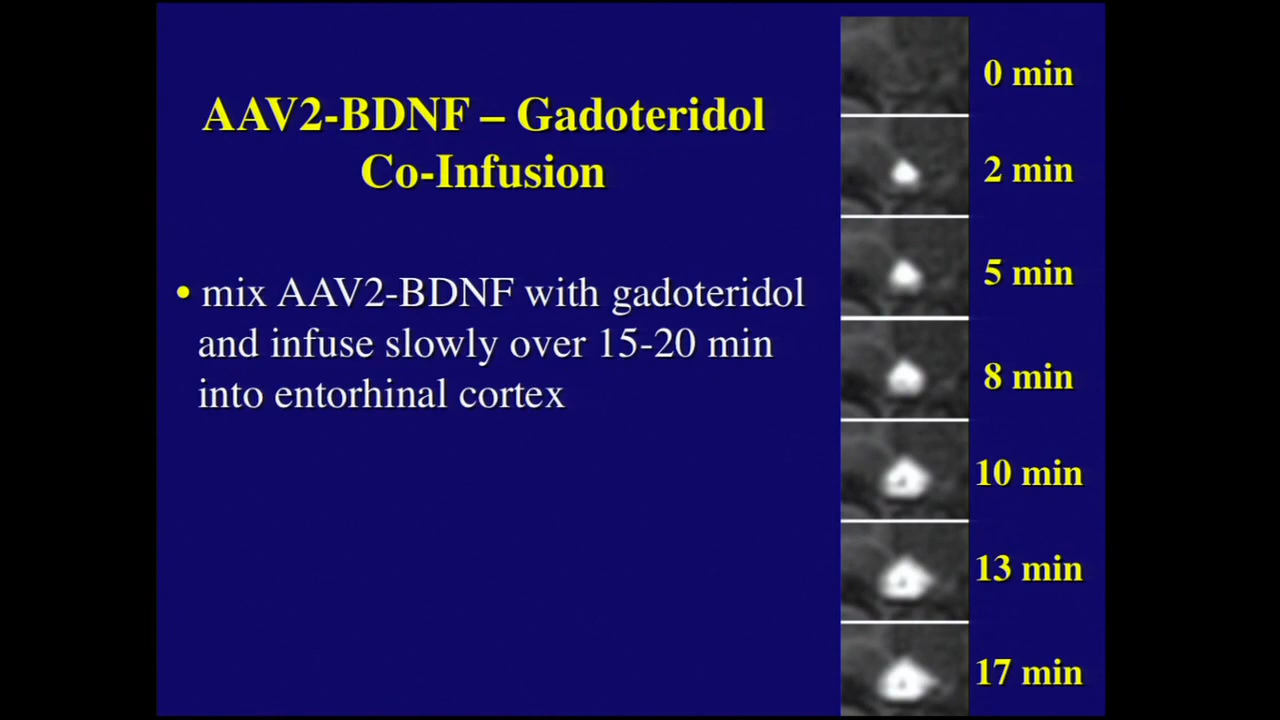 AAV2-BDNF – Gadoteridol
Co-Infusion
• mix AAV2-BDNF with gadoteridol
and infuse slowly over 15-20 min
into entorhinal cortex
0 min
2 min
5 min
8 min
10 min
13 min
17 min